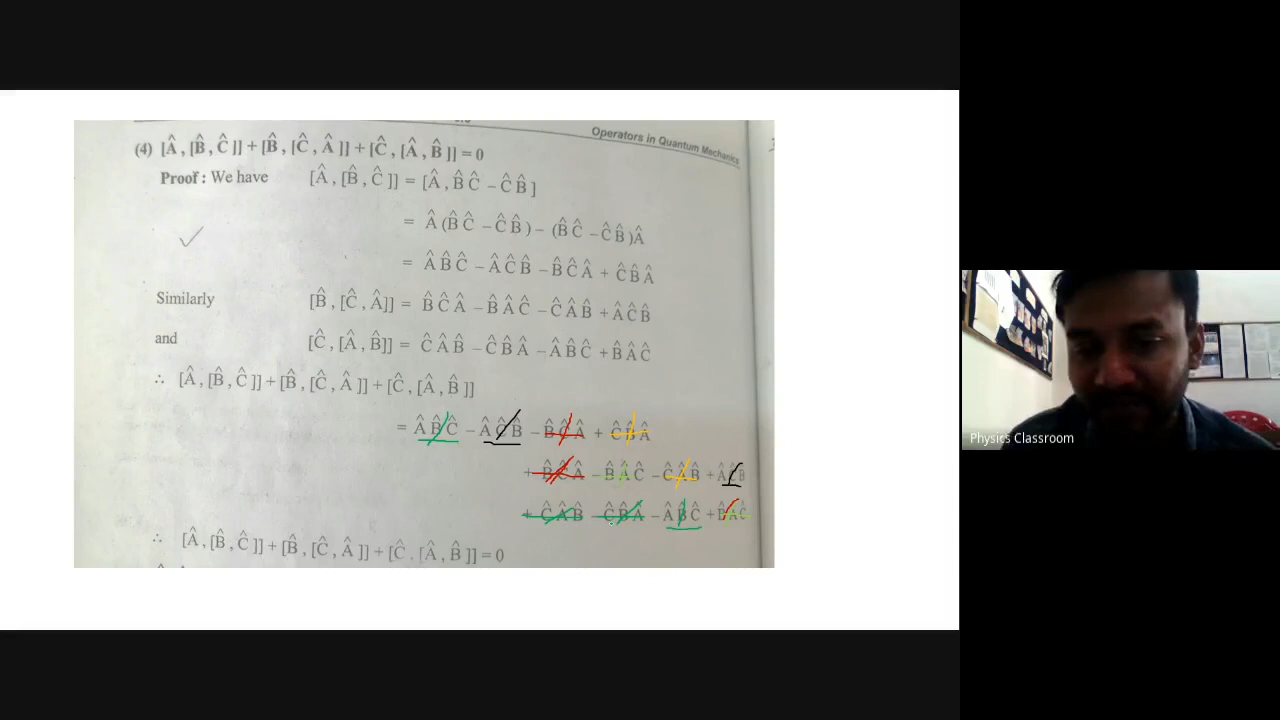 Operators in Quantum Mechanics
(4) [Â, [B̂, Ĉ]] + [B̂, [Ĉ, Â]] + [Ĉ, [Â, B̂]] = 0
Proof : We have [Â, [B̂, Ĉ]] = [Â, B̂Ĉ – ĈB̂]
= Â(B̂Ĉ – ĈB̂) – (B̂Ĉ – ĈB̂)Â
= ÂB̂Ĉ – ÂĈB̂ – B̂ĈÂ + ĈB̂Â
Similarly [B̂, [Ĉ, Â]] = B̂ĈÂ – B̂ÂĈ – ĈÂB̂ + ÂĈB̂
and [Ĉ, [Â, B̂]] = ĈÂB̂ – ĈB̂Â – ÂB̂Ĉ + B̂ÂĈ
∴ [Â, [B̂, Ĉ]] + [B̂, [Ĉ, Â]] + [Ĉ, [Â, B̂]]
= ÂB̂Ĉ – ÂĈB̂ – B̂ĈÂ + ĈB̂Â
+ B̂ĈÂ – B̂ÂĈ – ĈÂB̂ + ÂĈB̂
+ ĈÂB̂ – ĈB̂Â – ÂB̂Ĉ + B̂ÂĈ
∴ [Â, [B̂, Ĉ]] + [B̂, [Ĉ, Â]] + [Ĉ, [Â, B̂]] = 0
Physics Classroom